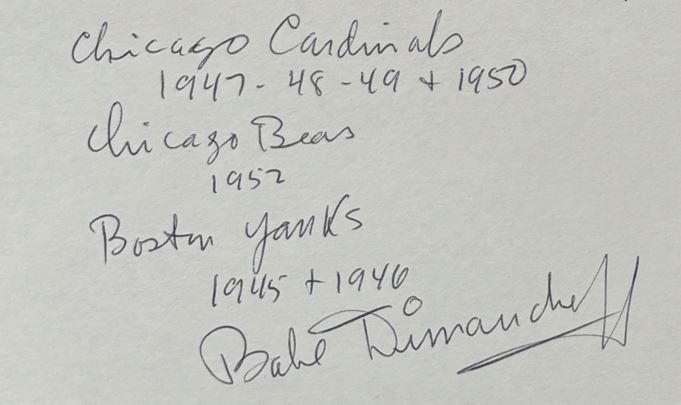 Chicago Cardinals
1947 - 48 - 49 + 1950
Chicago Bears
1952
Boston Yanks
1945 + 1946
Babe Dimancheff